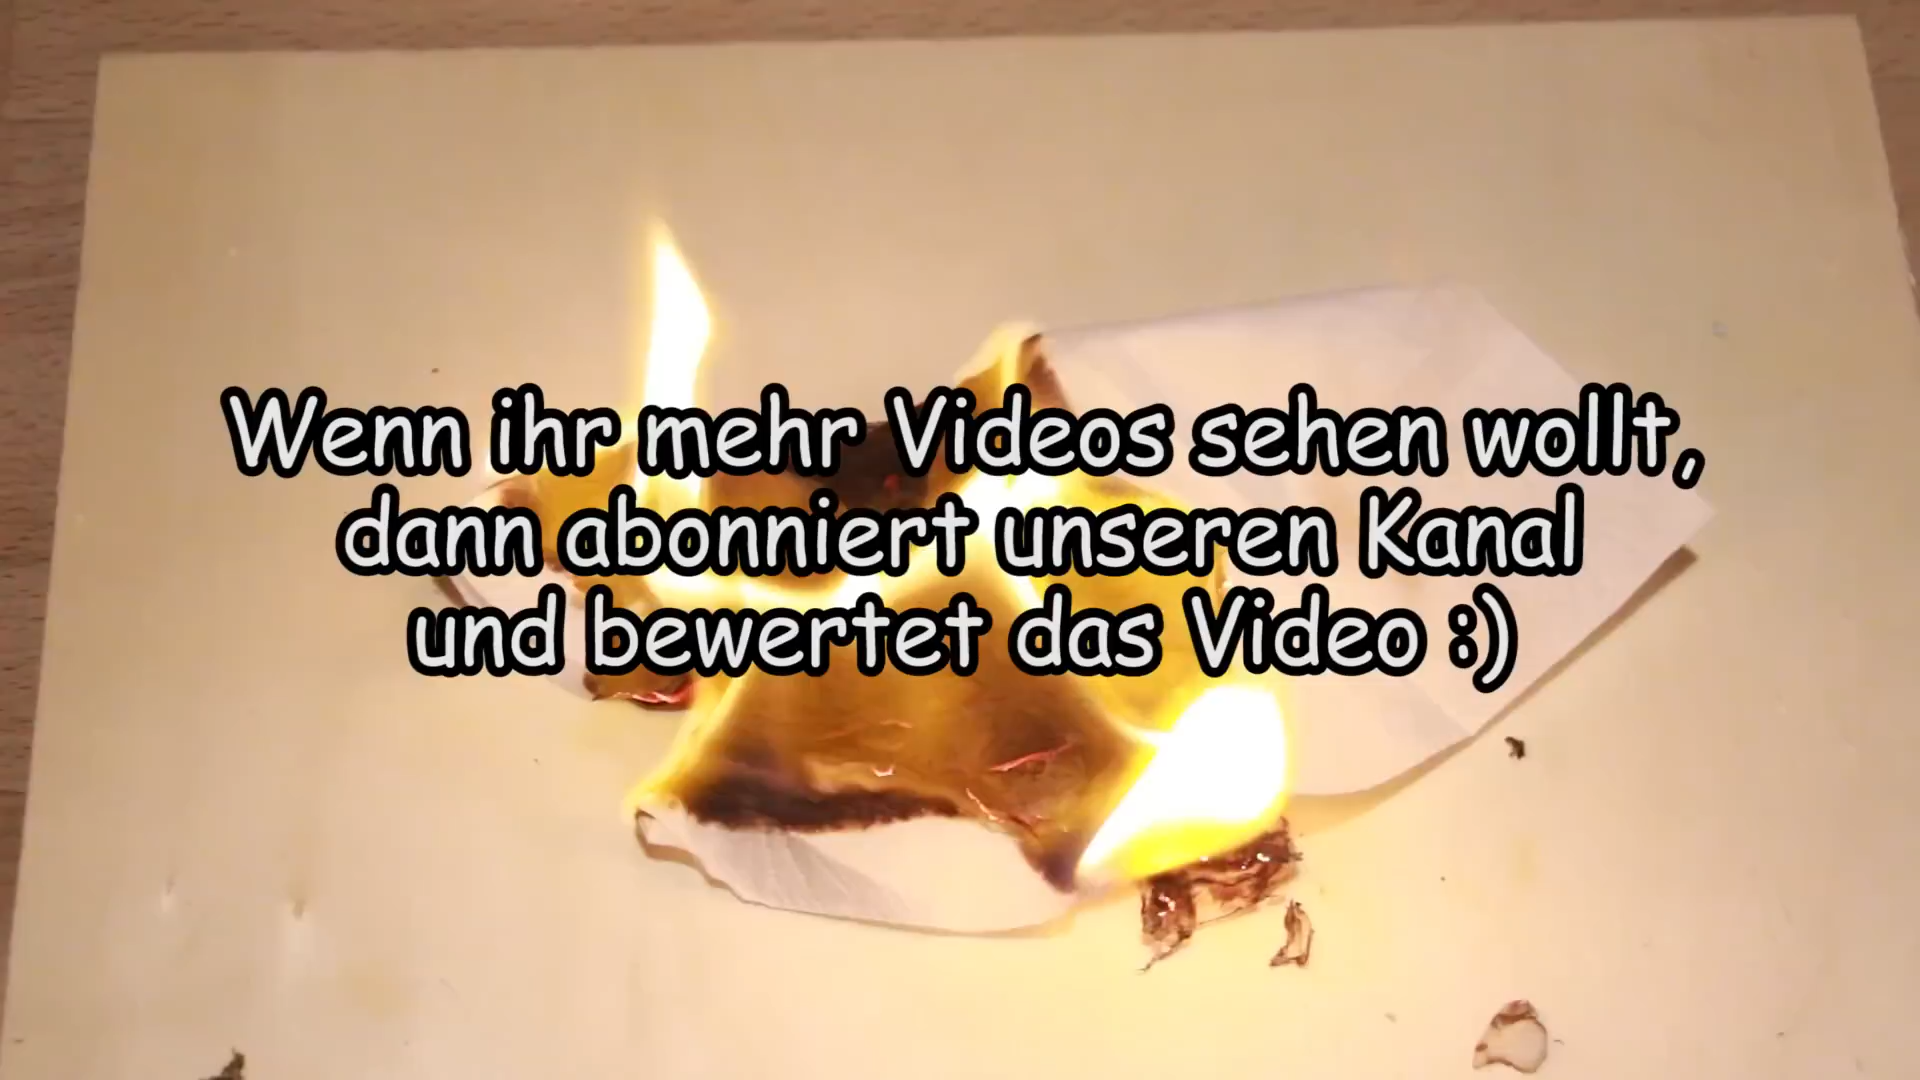 Wenn ihr mehr Videos sehen wollt,
dann abonniert unseren Kanal
und bewertet das Video :)